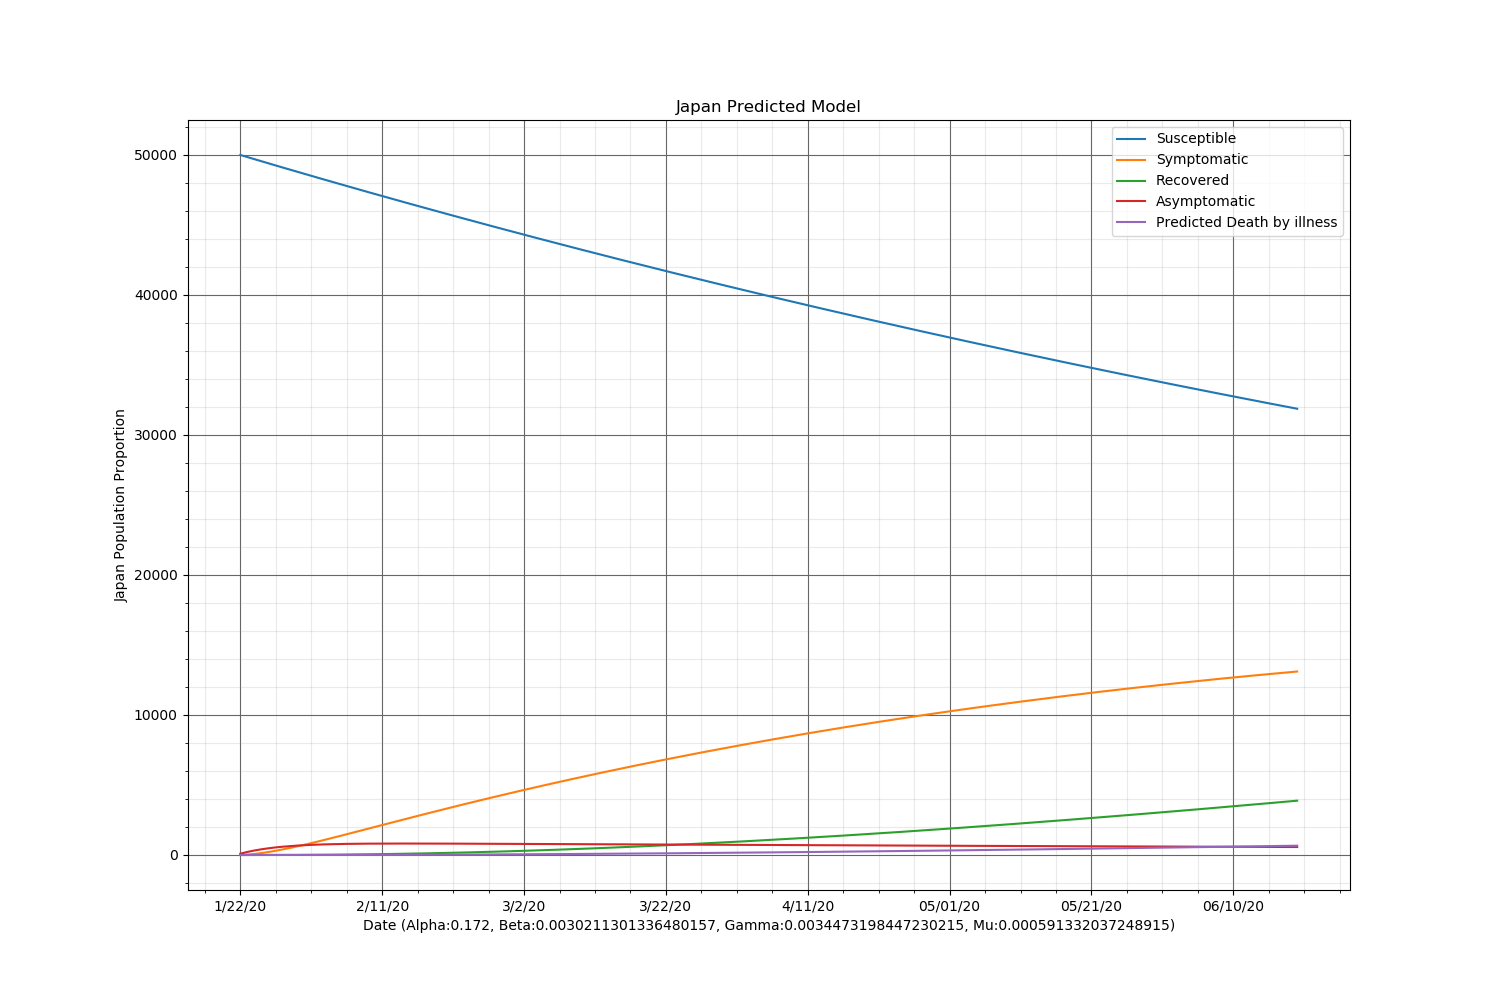 Japan Predicted Model
Susceptible
Symptomatic
Recovered
Asymptomatic
Predicted Death by illness
Japan Population Proportion
50000
40000
30000
20000
10000
0
1/22/20 2/11/20 3/2/20 3/22/20 4/11/20 05/01/20 05/21/20 06/10/20
Date (Alpha:0.172, Beta:0.0030211301336480157, Gamma:0.0034473198447230215, Mu:0.000591332037248915)